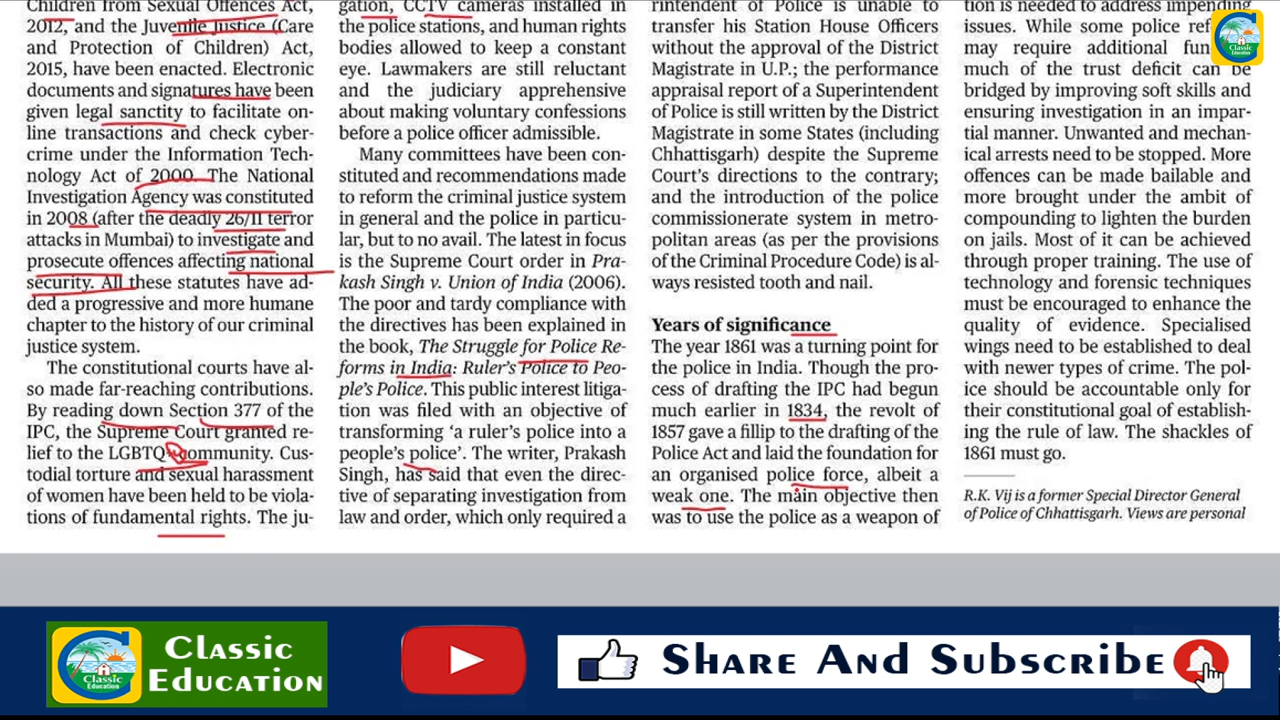 Children from Sexual Offences Act,
2012, and the Juvenile Justice (Care
and Protection of Children) Act,
2015, have been enacted. Electronic
documents and signatures have been
given legal sanctity to facilitate on-
line transactions and check cyber-
crime under the Information Tech-
nology Act of 2000. The National
Investigation Agency was constituted
in 2008 (after the deadly 26/11 terror
attacks in Mumbai) to investigate and
prosecute offences affecting national
security. All these statutes have ad-
ded a progressive and more humane
chapter to the history of our criminal
justice system.
The constitutional courts have al-
so made far-reaching contributions.
By reading down Section 377 of the
IPC, the Supreme Court granted re-
lief to the LGBTQ+ community. Cus-
todial torture and sexual harassment
of women have been held to be viola-
tions of fundamental rights. The ju-
gation, CCTV cameras installed in
the police stations, and human rights
bodies allowed to keep a constant
eye. Lawmakers are still reluctant
and the judiciary apprehensive
about making voluntary confessions
before a police officer admissible.
Many committees have been con-
stituted and recommendations made
to reform the criminal justice system
in general and the police in particu-
lar, but to no avail. The latest in focus
is the Supreme Court order in Pra-
kash Singh v. Union of India (2006).
The poor and tardy compliance with
the directives has been explained in
the book, The Struggle for Police Re-
forms in India: Ruler's Police to Peo-
ple's Police. This public interest litiga-
tion was filed with an objective of
transforming 'a ruler's police into a
people's police'. The writer, Prakash
Singh, has said that even the direc-
tive of separating investigation from
law and order, which only required a
rintendent of Police is unable to
transfer his Station House Officers
without the approval of the District
Magistrate in U.P.; the performance
appraisal report of a Superintendent
of Police is still written by the District
Magistrate in some States (including
Chhattisgarh) despite the Supreme
Court's directions to the contrary;
and the introduction of the police
commissionerate system in metro-
politan areas (as per the provisions
of the Criminal Procedure Code) is al-
ways resisted tooth and nail.
Years of significance
The year 1861 was a turning point for
the police in India. Though the pro-
cess of drafting the IPC had begun
much earlier in 1834, the revolt of
1857 gave a fillip to the drafting of the
Police Act and laid the foundation for
an organised police force, albeit a
weak one. The main objective then
was to use the police as a weapon of
tion is needed to address impending
issues. While some police
may require additional
much of the trust deficit can be
bridged by improving soft skills and
ensuring investigation in an impar-
tial manner. Unwanted and mechan-
ical arrests need to be stopped. More
offences can be made bailable and
more brought under the ambit of
compounding to lighten the burden
on jails. Most of it can be achieved
through proper training. The use of
technology and forensic techniques
must be encouraged to enhance the
quality of evidence. Specialised
wings need to be established to deal
with newer types of crime. The pol-
ice should be accountable only for
their constitutional goal of establish-
ing the rule of law. The shackles of
1861 must go.
R.K. Vij is a former Special Director General
of Police of Chhattisgarh. Views are personal
Classic
Education
Classic
Education
Classic
Education
Share And Subscribe